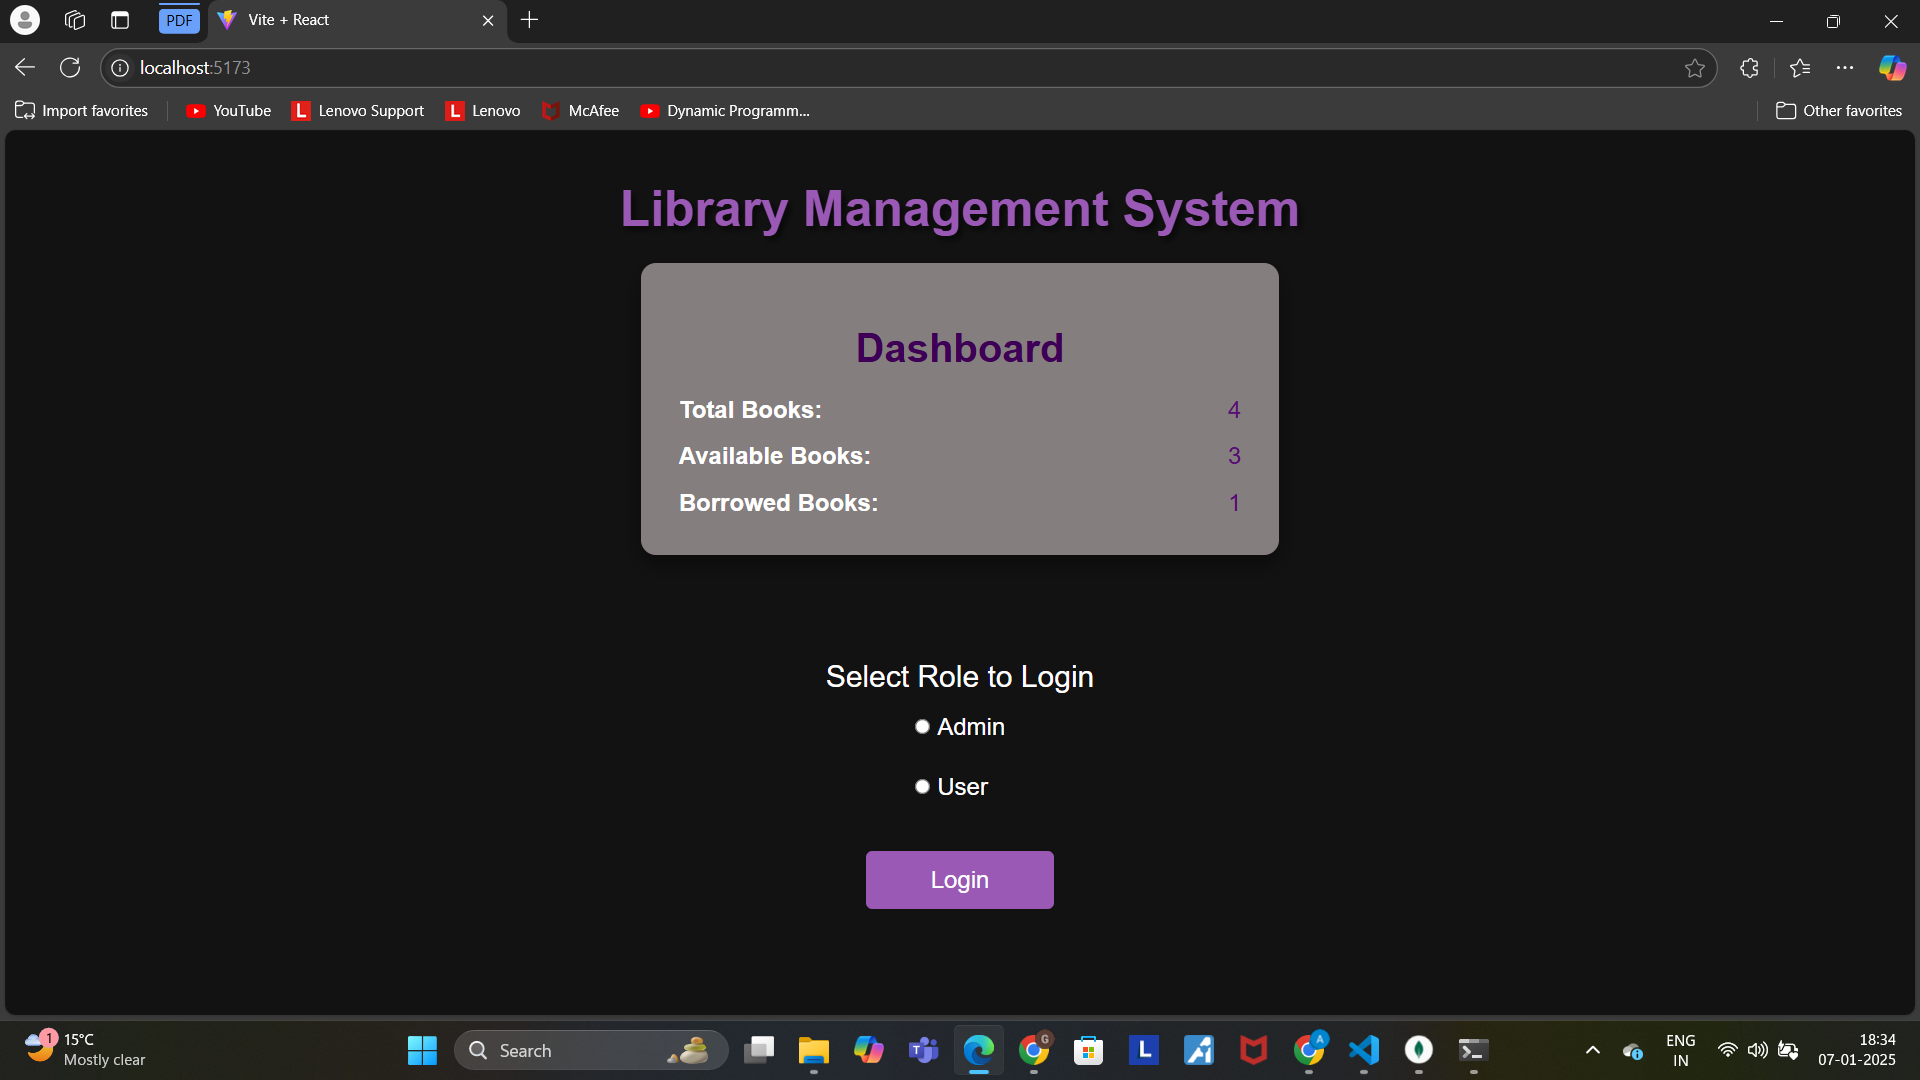 PDF
Vite + React
localhost:5173
Import favorites
YouTube
L Lenovo Support
L Lenovo
McAfee
Dynamic Programm...
Other favorites
Library Management System
Dashboard
Total Books: 4
Available Books: 3
Borrowed Books: 1
Select Role to Login
Admin
User
Login
1
15°C
Mostly clear
Search
T
G
L
A
ENG
IN
18:34
07-01-2025